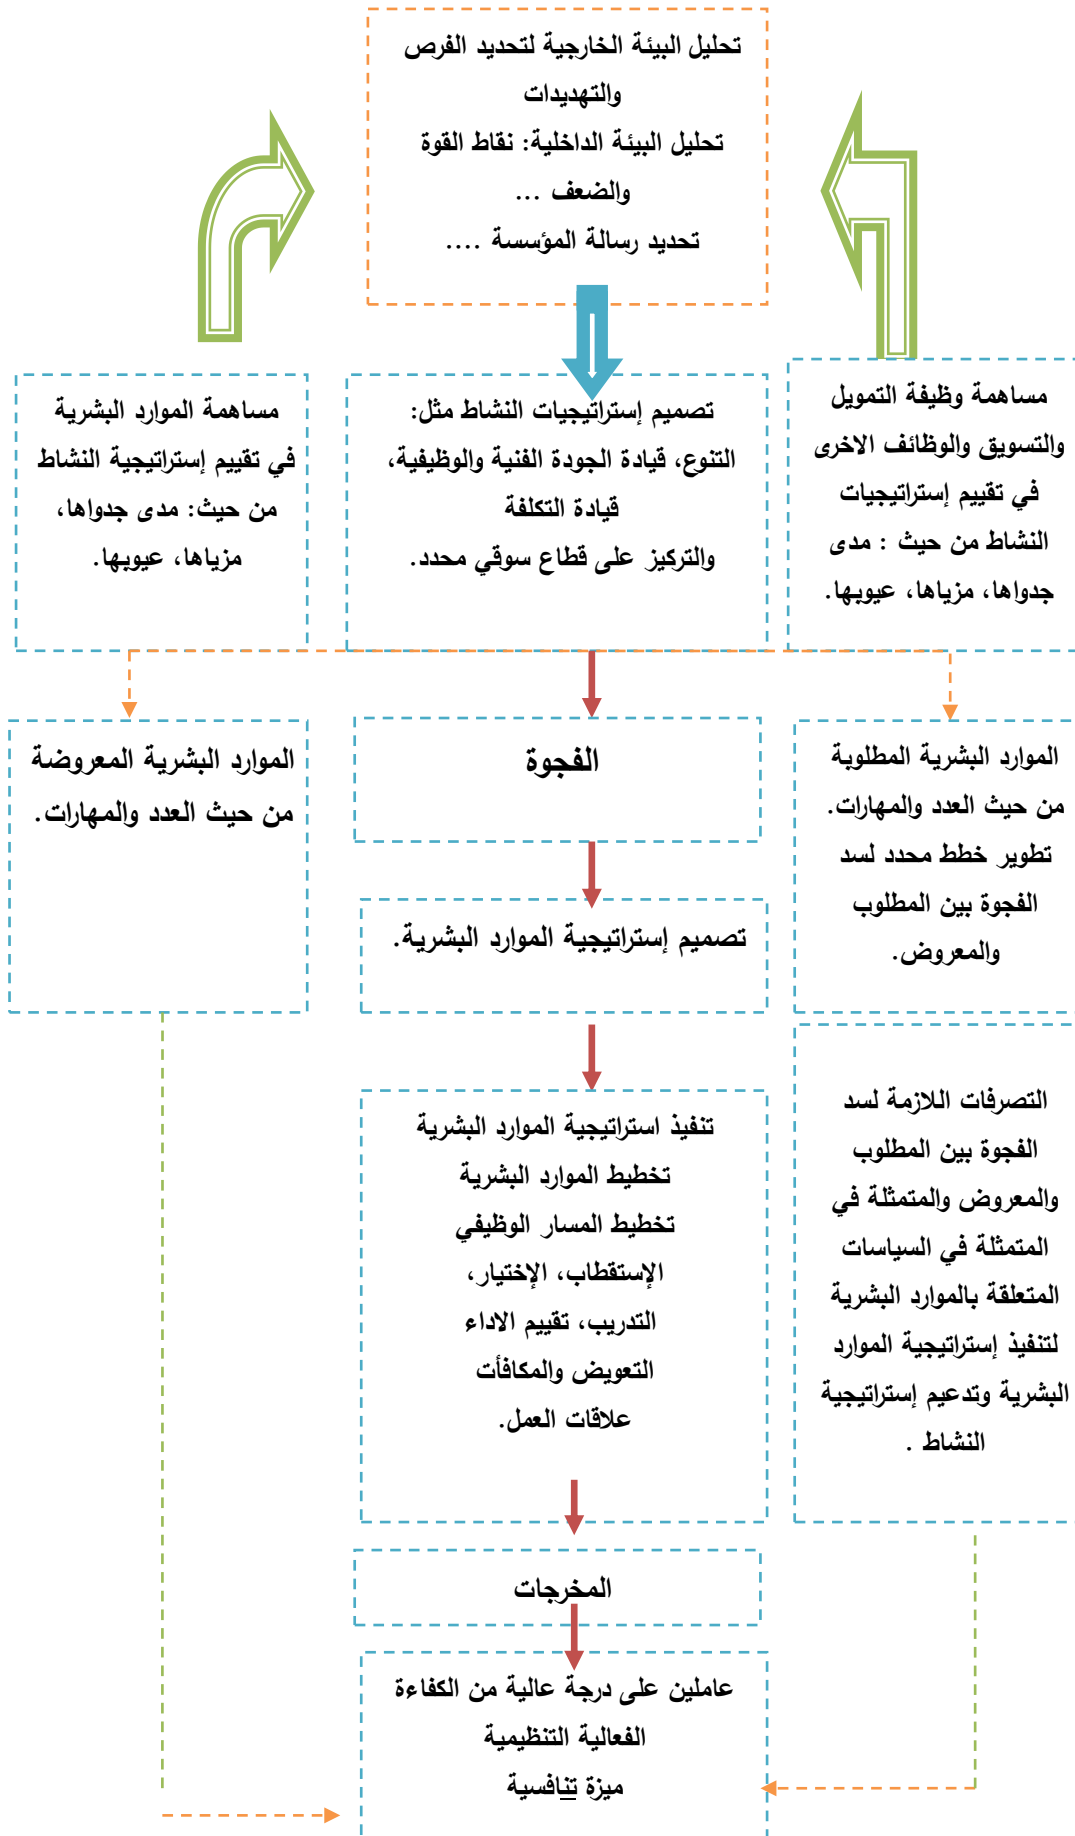 تحليل البيئة الخارجية لتحديد الفرص
والتهديدات
تحليل البيئة الداخلية: نقاط القوة
والضعف ...
تحديد رسالة المؤسسة ....
مساهمة وظيفة التمويل
والتسويق والوظائف الاخرى
في تقييم إستراتيجيات
النشاط من حيث : مدى
جدواها، مزياها، عيوبها.
تصميم إستراتيجيات النشاط مثل:
التنوع، قيادة الجودة الفنية والوظيفية،
قيادة التكلفة
والتركيز على قطاع سوقي محدد.
مساهمة الموارد البشرية
في تقييم إستراتيجية النشاط
من حيث: مدى جدواها،
مزياها، عيوبها.
الموارد البشرية المطلوبة
من حيث العدد والمهارات.
تطوير خطط محدد لسد
الفجوة بين المطلوب
والمعروض.
الفجوة
الموارد البشرية المعروضة
من حيث العدد والمهارات.
تصميم إستراتيجية الموارد البشرية.
التصرفات اللازمة لسد
الفجوة بين المطلوب
والمعروض والمتمثلة في
المتمثلة في السياسات
المتعلقة بالموارد البشرية
لتنفيذ إستراتيجية الموارد
البشرية وتدعيم إستراتيجية
النشاط .
تنفيذ استراتيجية الموارد البشرية
تخطيط الموارد البشرية
تخطيط المسار الوظيفي
الإستقطاب، الإختيار،
التدريب، تقييم الاداء
التعويض والمكافأت
علاقات العمل.
المخرجات
عاملين على درجة عالية من الكفاءة
الفعالية التنظيمية
ميزة تنافسية